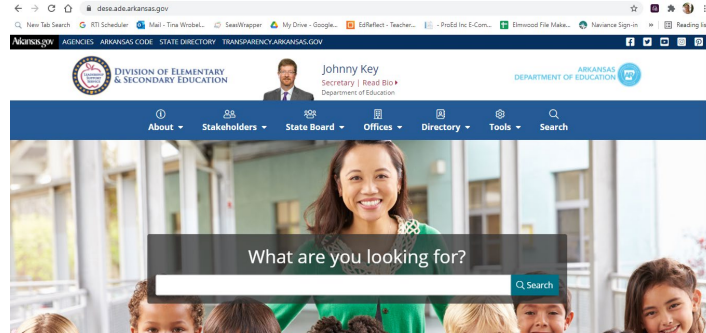 dese.ade.arkansas.gov
New Tab Search RTI Scheduler Mail - Tina Wrobel... SeasWrapper My Drive - Google... EdReflect - Teacher... - ProEd Inc E-Com... Elmwood File Make... Naviance Sign-in » Reading lis
Arkansas.gov AGENCIES ARKANSAS CODE STATE DIRECTORY TRANSPARENCY.ARKANSAS.GOV
LEADERSHIP
SUPPORT
SERVICE
DIVISION OF ELEMENTARY
& SECONDARY EDUCATION
Johnny Key
Secretary | Read Bio
Department of Education
ARKANSAS
DEPARTMENT OF EDUCATION
About Stakeholders State Board Offices Directory Tools Search
What are you looking for?
Search